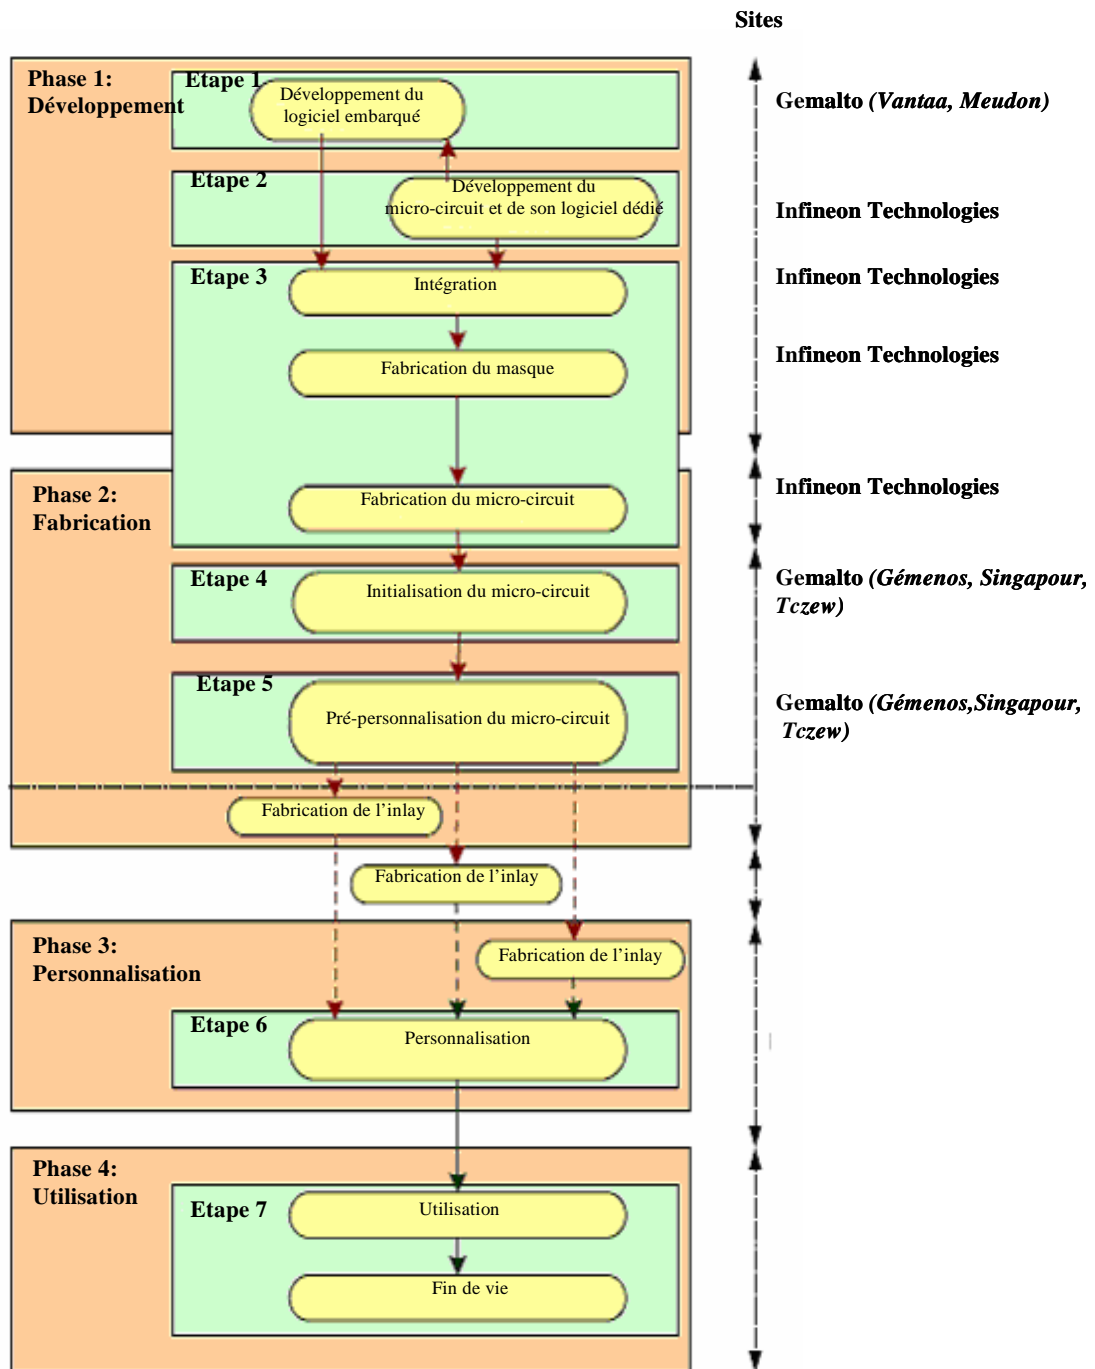 Sites
Phase 1:
Développement
Etape 1
Développement du
logiciel embarqué
Gemalto (Vantaa, Meudon)
Etape 2
Développement du
micro-circuit et de son logiciel dédié
Infineon Technologies
Etape 3
Intégration
Infineon Technologies
Fabrication du masque
Infineon Technologies
Phase 2:
Fabrication
Fabrication du micro-circuit
Infineon Technologies
Etape 4
Initialisation du micro-circuit
Gemalto (Gémenos, Singapour,
Tczew)
Etape 5
Pré-personnalisation du micro-circuit
Gemalto (Gémenos,Singapour,
Tczew)
Fabrication de l’inlay
Fabrication de l’inlay
Phase 3:
Personnalisation
Fabrication de l’inlay
Etape 6
Personnalisation
Phase 4:
Utilisation
Etape 7
Utilisation
Fin de vie